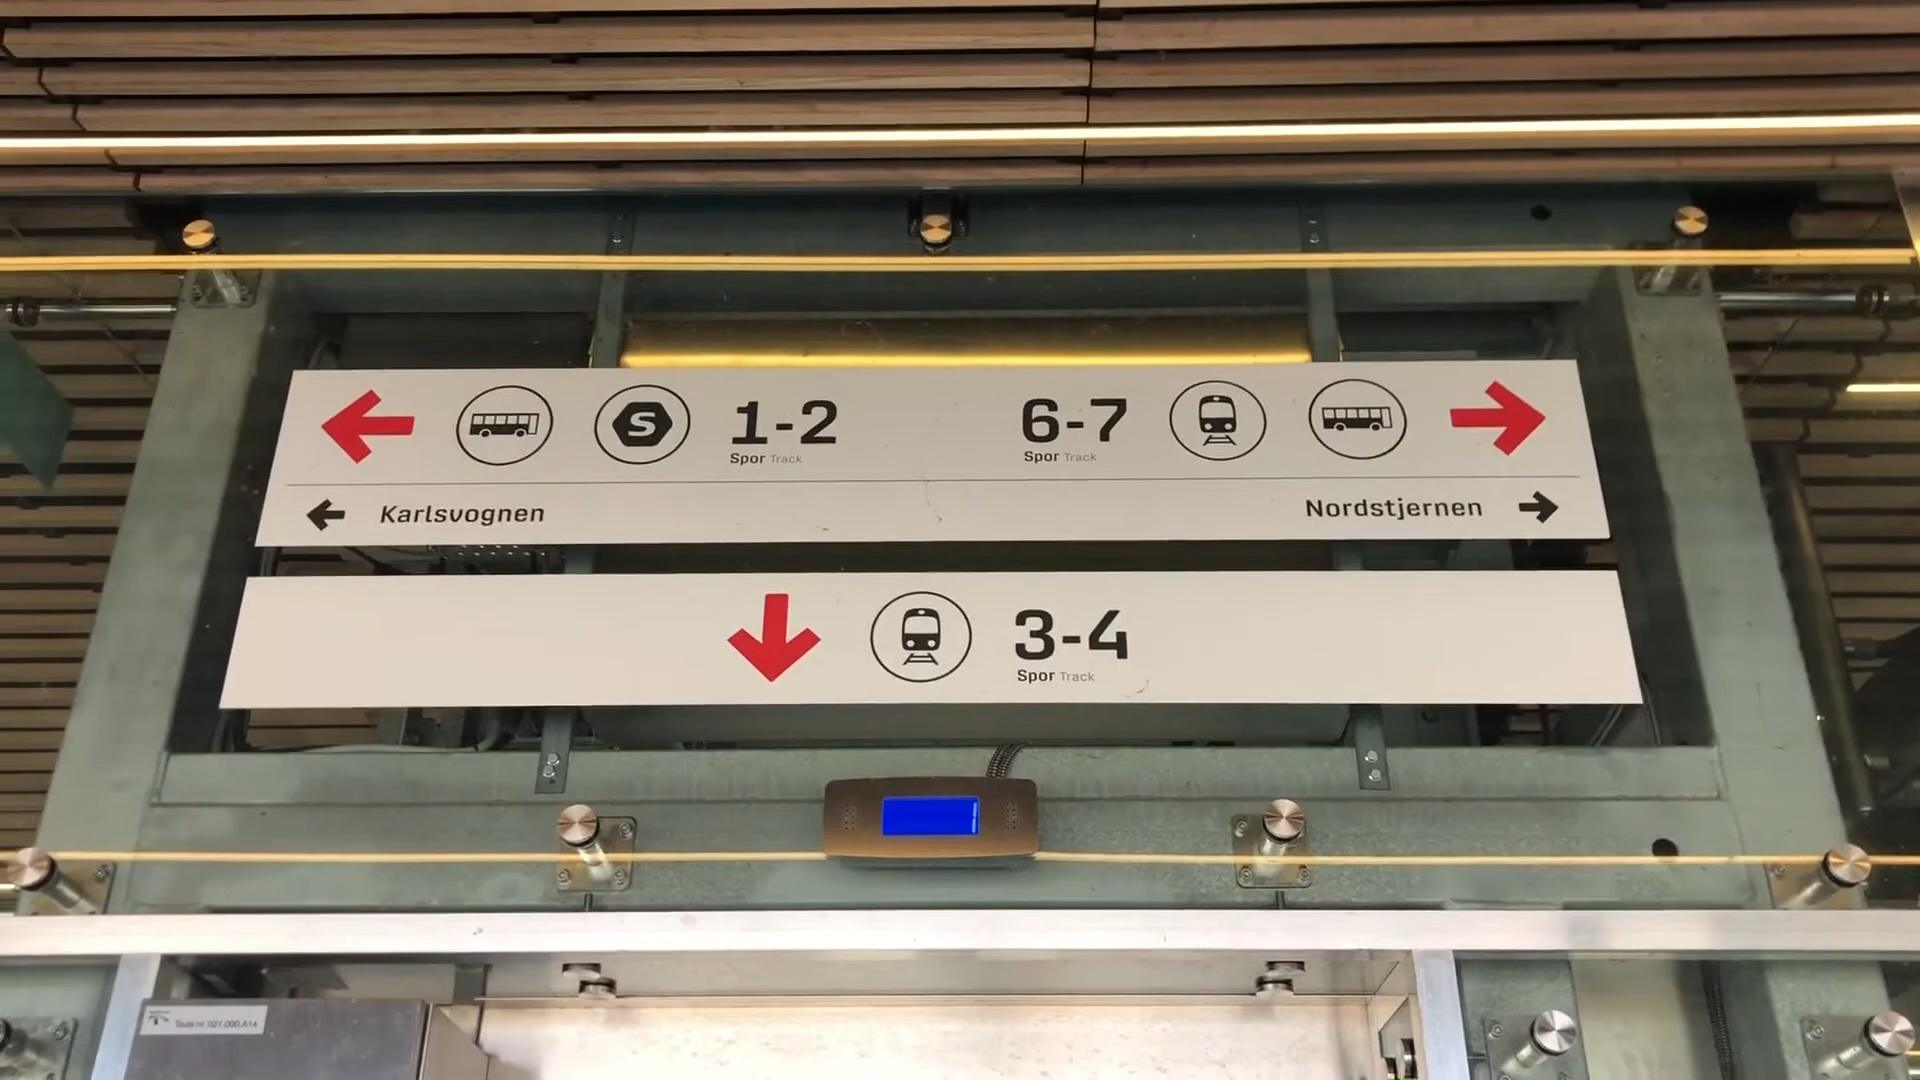 S 1-2 6-7
Spor Track Spor Track
Karlsvognen Nordstjernen
3-4
Spor Track